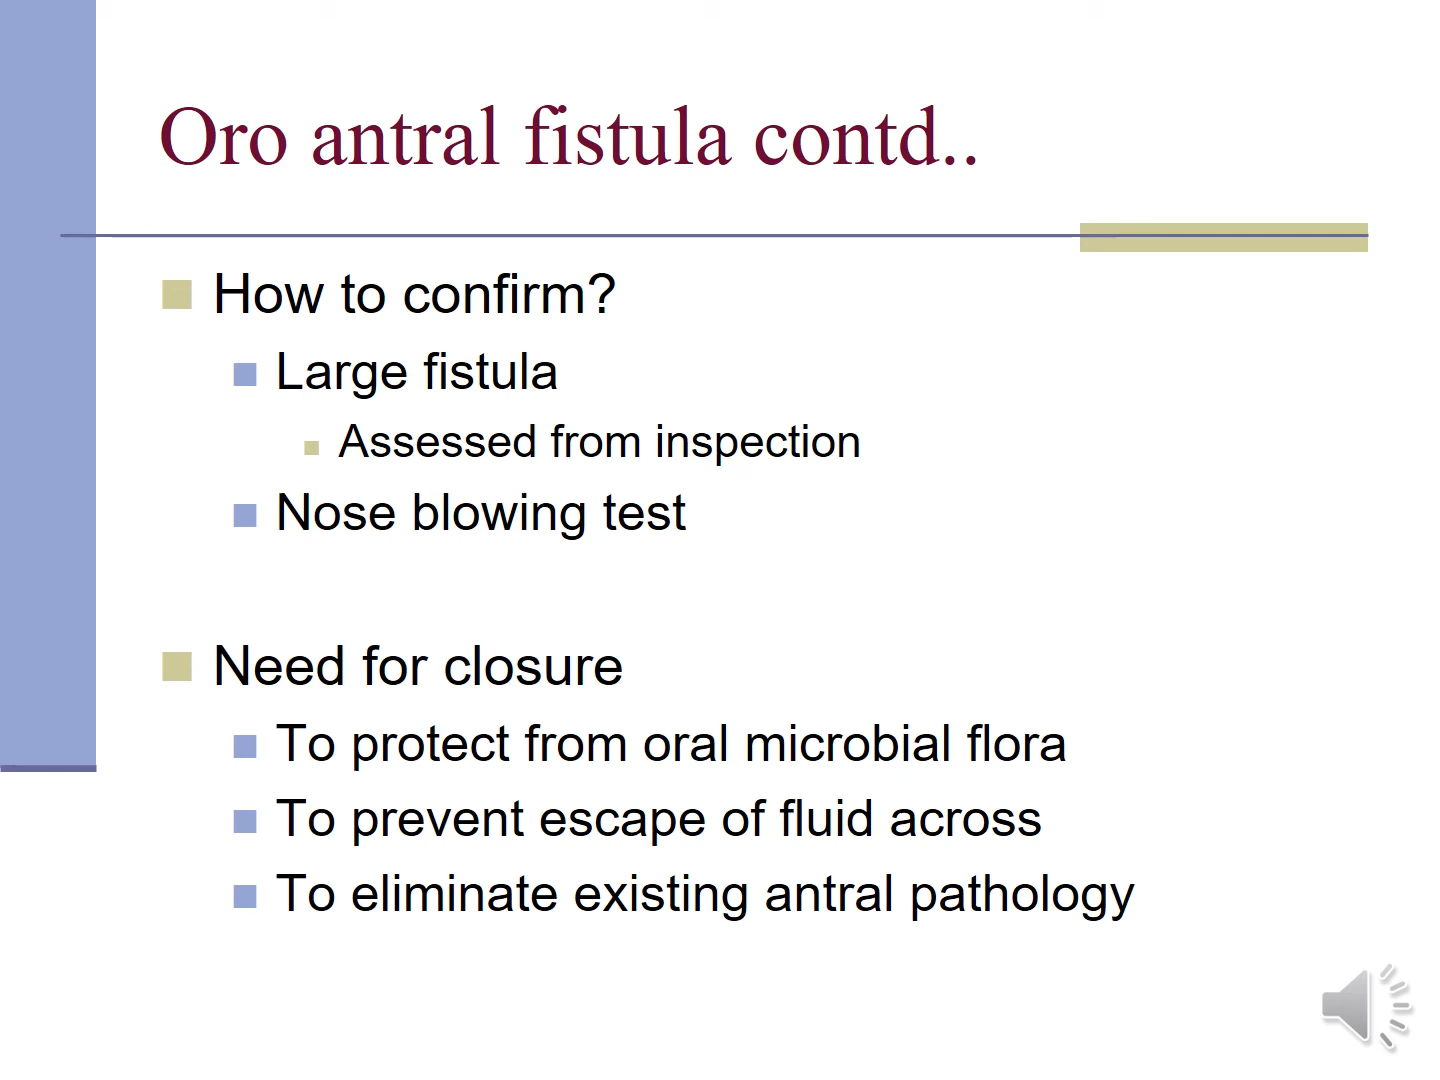 Oro antral fistula contd..
How to confirm?
Large fistula
Assessed from inspection
Nose blowing test
Need for closure
To protect from oral microbial flora
To prevent escape of fluid across
To eliminate existing antral pathology